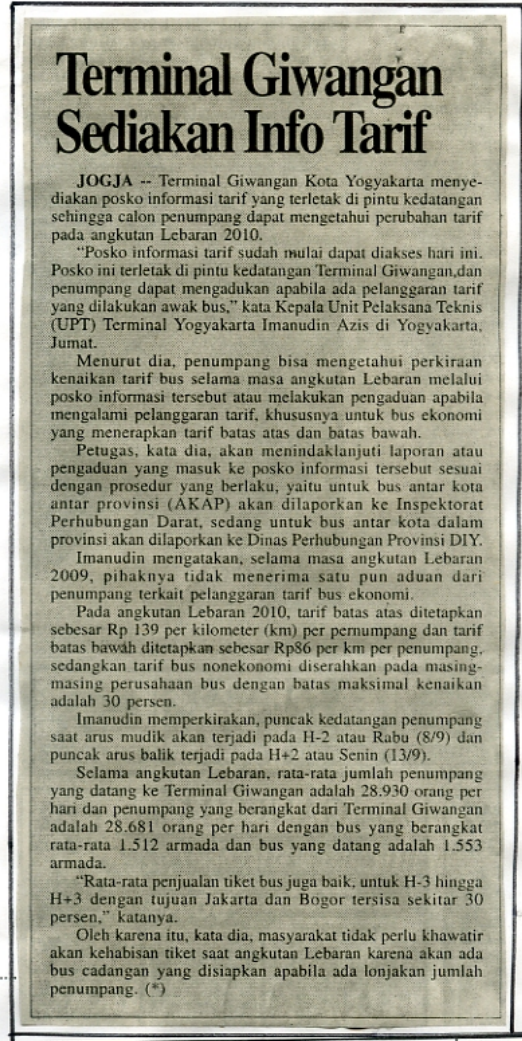 Terminal Giwangan
Sediakan Info Tarif
JOGJA -- Terminal Giwangan Kota Yogyakarta menye-
diakan posko informasi tarif yang terletak di pintu kedatangan
sehingga calon penumpang dapat mengetahui perubahan tarif
pada angkutan Lebaran 2010.
“Posko informasi tarif sudah mulai dapat diakses hari ini.
Posko ini terletak di pintu kedatangan Terminal Giwangan,dan
penumpang dapat mengadukan apabila ada pelanggaran tarif
yang dilakukan awak bus,” kata Kepala Unit Pelaksana Teknis
(UPT) Terminal Yogyakarta Imanudin Azis di Yogyakarta,
Jumat.
Menurut dia, penumpang bisa mengetahui perkiraan
kenaikan tarif bus selama masa angkutan Lebaran melalui
posko informasi tersebut atau melakukan pengaduan apabila
mengalami pelanggaran tarif, khususnya untuk bus ekonomi
yang menerapkan tarif batas atas dan batas bawah.
Petugas, kata dia, akan menindaklanjuti laporan atau
pengaduan yang masuk ke posko informasi tersebut sesuai
dengan prosedur yang berlaku, yaitu untuk bus antar kota
antar provinsi (AKAP) akan dilaporkan ke Inspektorat
Perhubungan Darat, sedang untuk bus antar kota dalam
provinsi akan dilaporkan ke Dinas Perhubungan Provinsi DIY.
Imanudin mengatakan, selama masa angkutan Lebaran
2009, pihaknya tidak menerima satu pun aduan dari
penumpang terkait pelanggaran tarif bus ekonomi.
Pada angkutan Lebaran 2010, tarif batas atas ditetapkan
sebesar Rp 139 per kilometer (km) per pernumpang dan tarif
batas bawah ditetapkan sebesar Rp86 per km per penumpang,
sedangkan tarif bus nonekonomi diserahkan pada masing-
masing perusahaan bus dengan batas maksimal kenaikan
adalah 30 persen.
Imanudin memperkirakan, puncak kedatangan penumpang
saat arus mudik akan terjadi pada H-2 atau Rabu (8/9) dan
puncak arus balik terjadi pada H+2 atau Senin (13/9).
Selama angkutan Lebaran, rata-rata jumlah penumpang
yang datang ke Terminal Giwangan adalah 28.930 orang per
hari dan penumpang yang berangkat dari Terminal Giwangan
adalah 28.681 orang per hari dengan bus yang berangkat
rata-rata 1.512 armada dan bus yang datang adalah 1.553
armada.
“Rata-rata penjualan tiket bus juga baik, untuk H-3 hingga
H+3 dengan tujuan Jakarta dan Bogor tersisa sekitar 30
persen,” katanya.
Oleh karena itu, kata dia, masyarakat tidak perlu khawatir
akan kehabisan tiket saat angkutan Lebaran karena akan ada
bus cadangan yang disiapkan apabila ada lonjakan jumlah
penumpang. (*)